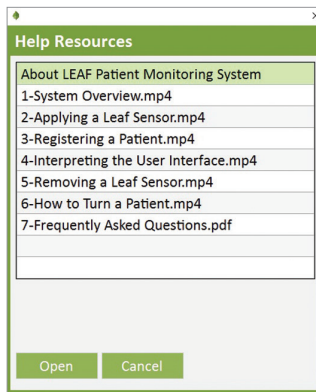 Help Resources
About LEAF Patient Monitoring System
1-System Overview.mp4
2-Applying a Leaf Sensor.mp4
3-Registering a Patient.mp4
4-Interpreting the User Interface.mp4
5-Removing a Leaf Sensor.mp4
6-How to Turn a Patient.mp4
7-Frequently Asked Questions.pdf
Open Cancel